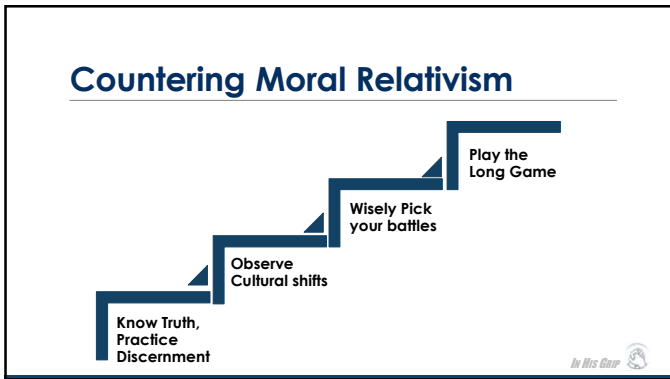 Countering Moral Relativism
Play the
Long Game
Wisely Pick
your battles
Observe
Cultural shifts
Know Truth,
Practice
Discernment
IN HIS GRIP